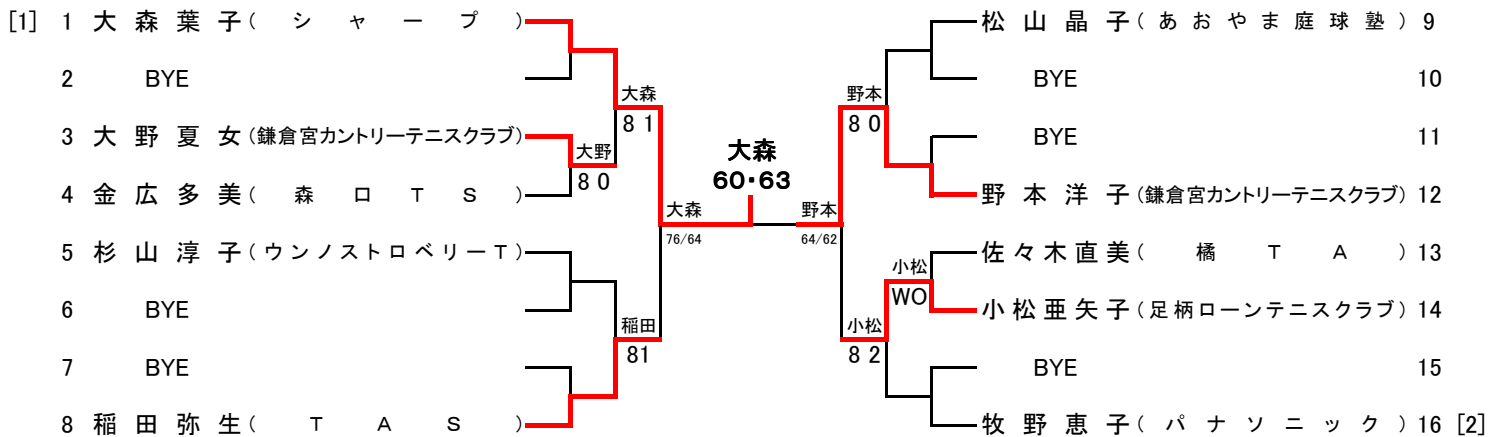 [1] 1 大森葉子(シャープ)
2 BYE
3 大野夏女(鎌倉宮カントリーテニスクラブ)
4 金広多美(森ロTS)
5 杉山淳子(ウンノストロベリーT)
6 BYE
7 BYE
8 稲田弥生(TAS)
大野
80
大森
81
稲田
81
大森
76/64
大森
60・63
野本
64/62
野本
80
小松
82
小松
WO
松山晶子(あおやま庭球塾) 9
BYE 10
BYE 11
野本洋子(鎌倉宮カントリーテニスクラブ) 12
佐々木直美(橘TA) 13
小松亜矢子(足柄ローンテニスクラブ) 14
BYE 15
牧野恵子(パナソニック) 16 [2]